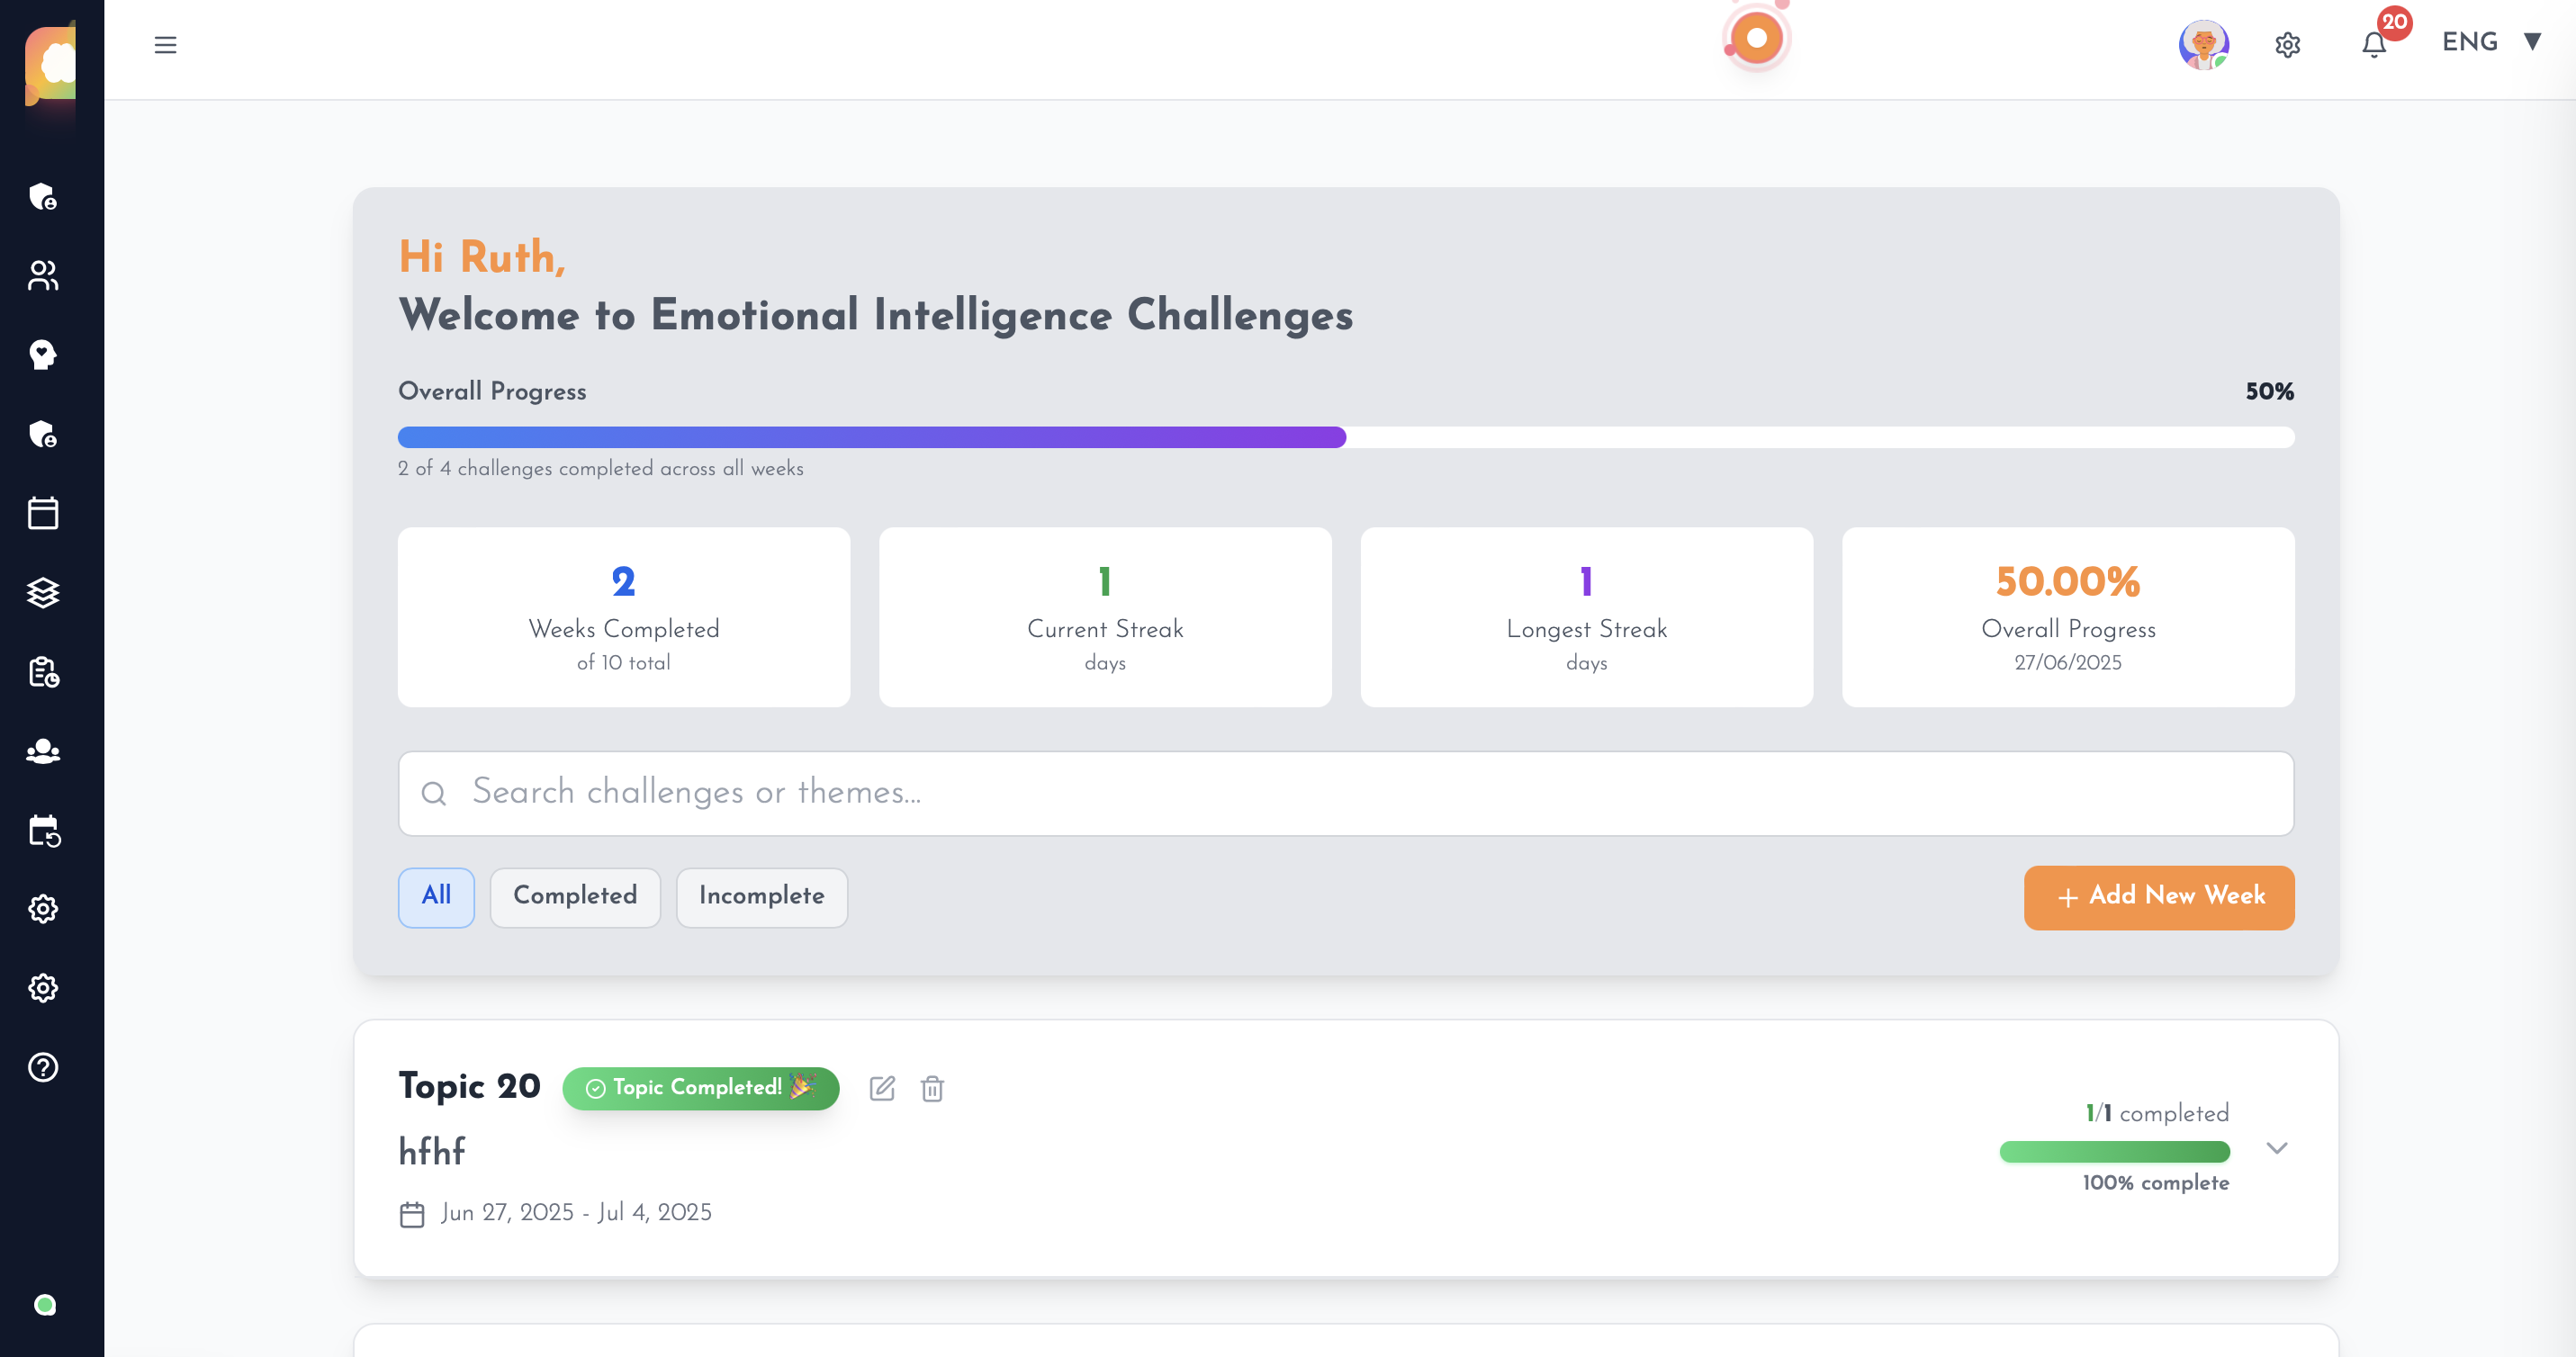 20
ENG
Hi Ruth,
Welcome to Emotional Intelligence Challenges
Overall Progress
50%
2 of 4 challenges completed across all weeks
2
Weeks Completed
of 10 total
1
Current Streak
days
1
Longest Streak
days
50.00%
Overall Progress
27/06/2025
Search challenges or themes...
All
Completed
Incomplete
+ Add New Week
Topic 20
Topic Completed! 🎉
hfhf
Jun 27, 2025 - Jul 4, 2025
1/1 completed
100% complete